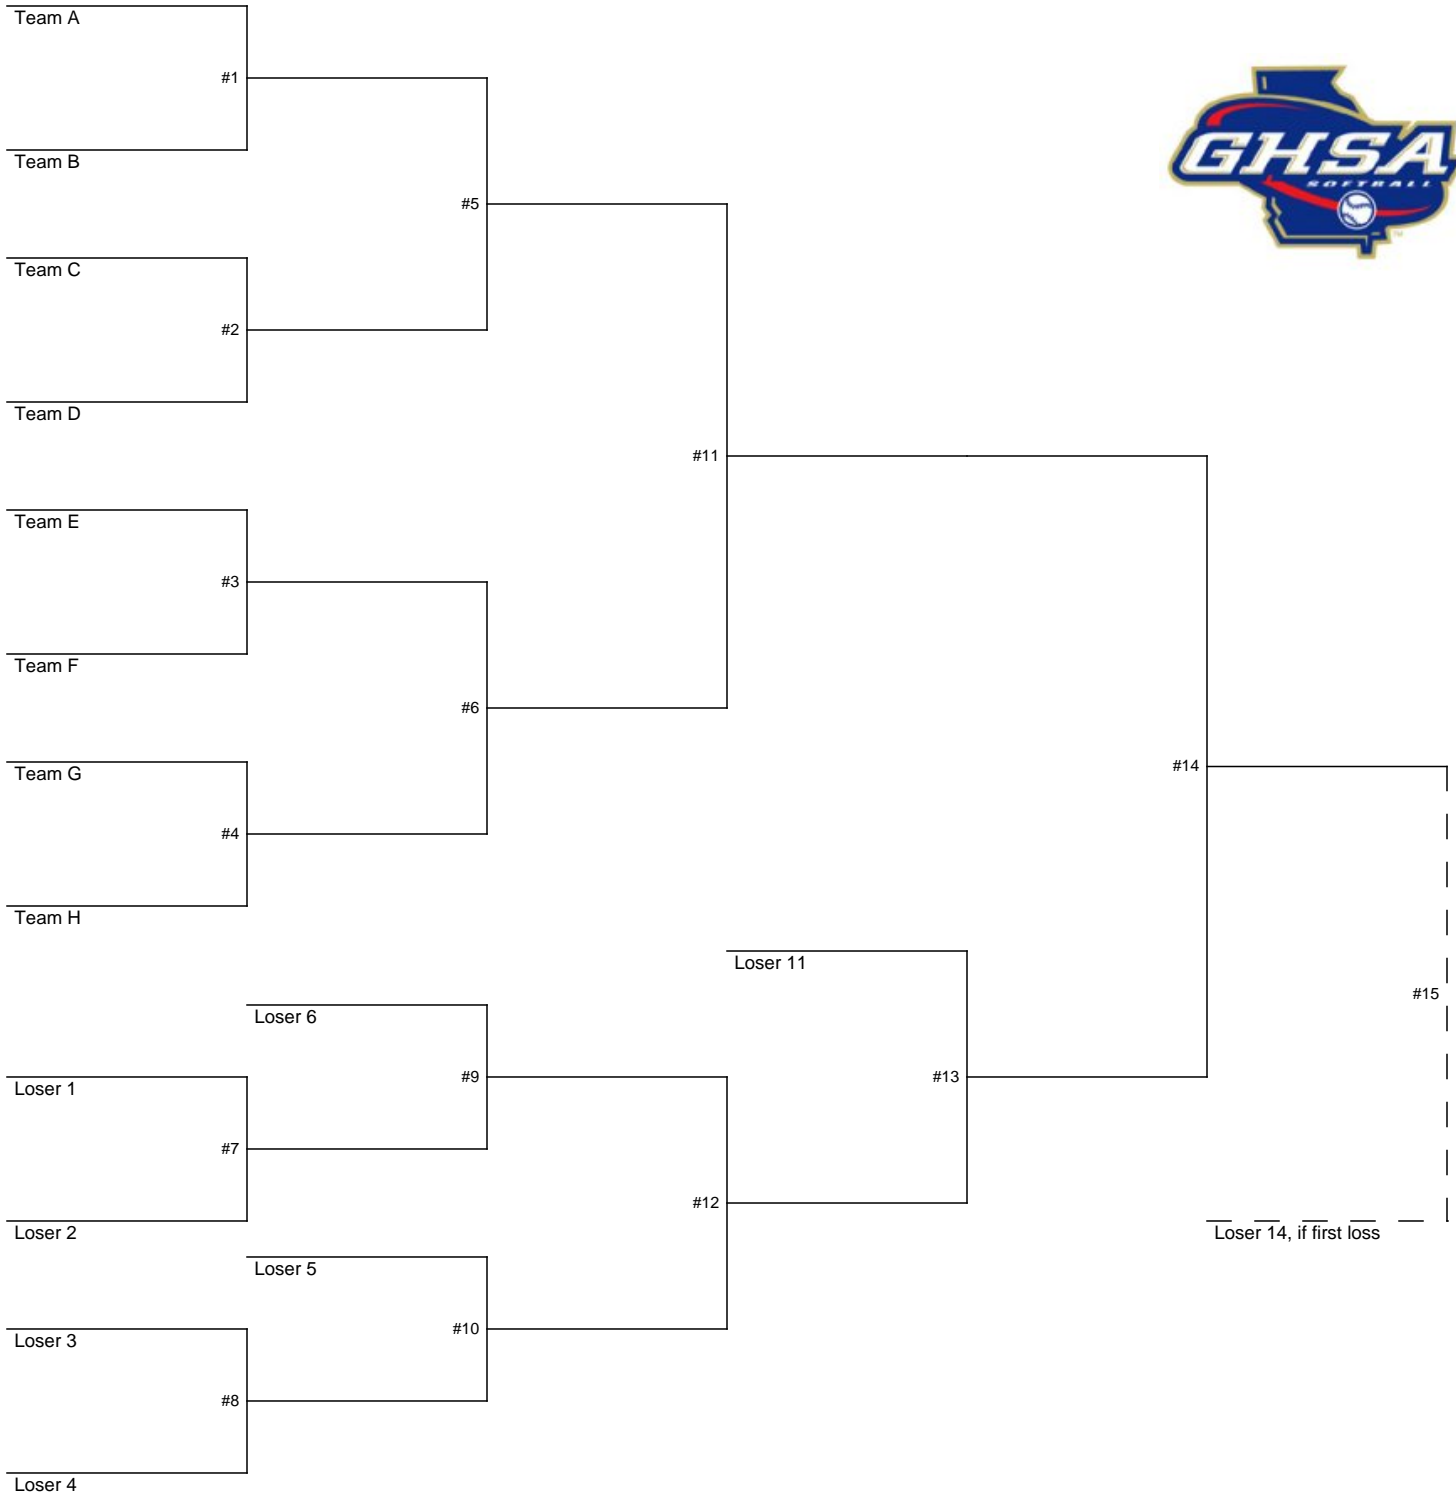 Team A
#1
Team B
#5
Team C
#2
Team D
#11
Team E
#3
Team F
#6
Team G
#4
Team H
GHSA
SOFTBALL
TM
#14
Loser 11
#15
Loser 6
Loser 1
#9
#13
#7
#12
Loser 2
Loser 14, if first loss
Loser 5
Loser 3
#10
#8
Loser 4